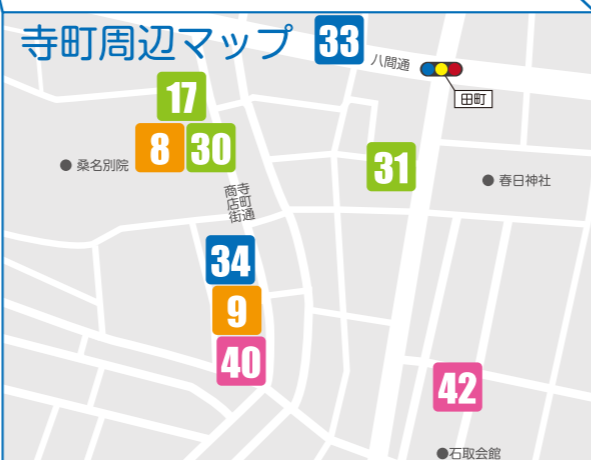 寺町周辺マップ
33
八間通
田町
17
8
30
31
桑名別院
春日神社
寺町通
商店街
34
9
40
42
石取会館